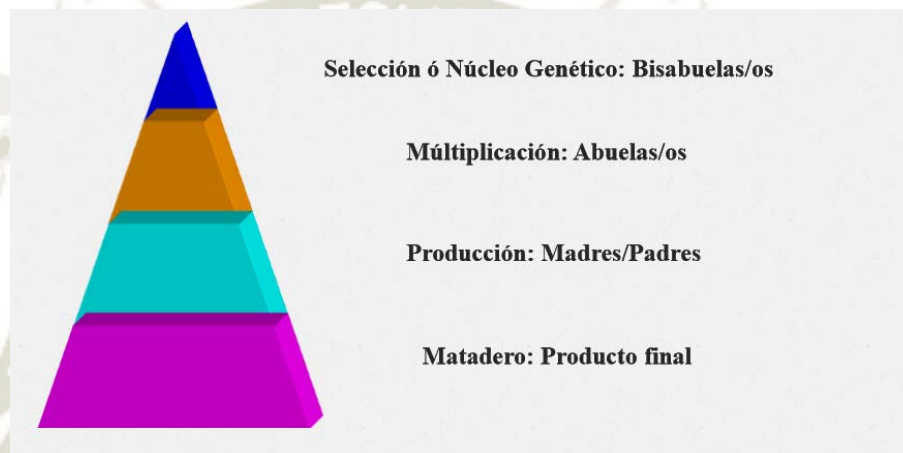 Selección ó Núcleo Genético: Bisabuelas/os
Múltiplicación: Abuelas/os
Producción: Madres/Padres
Matadero: Producto final